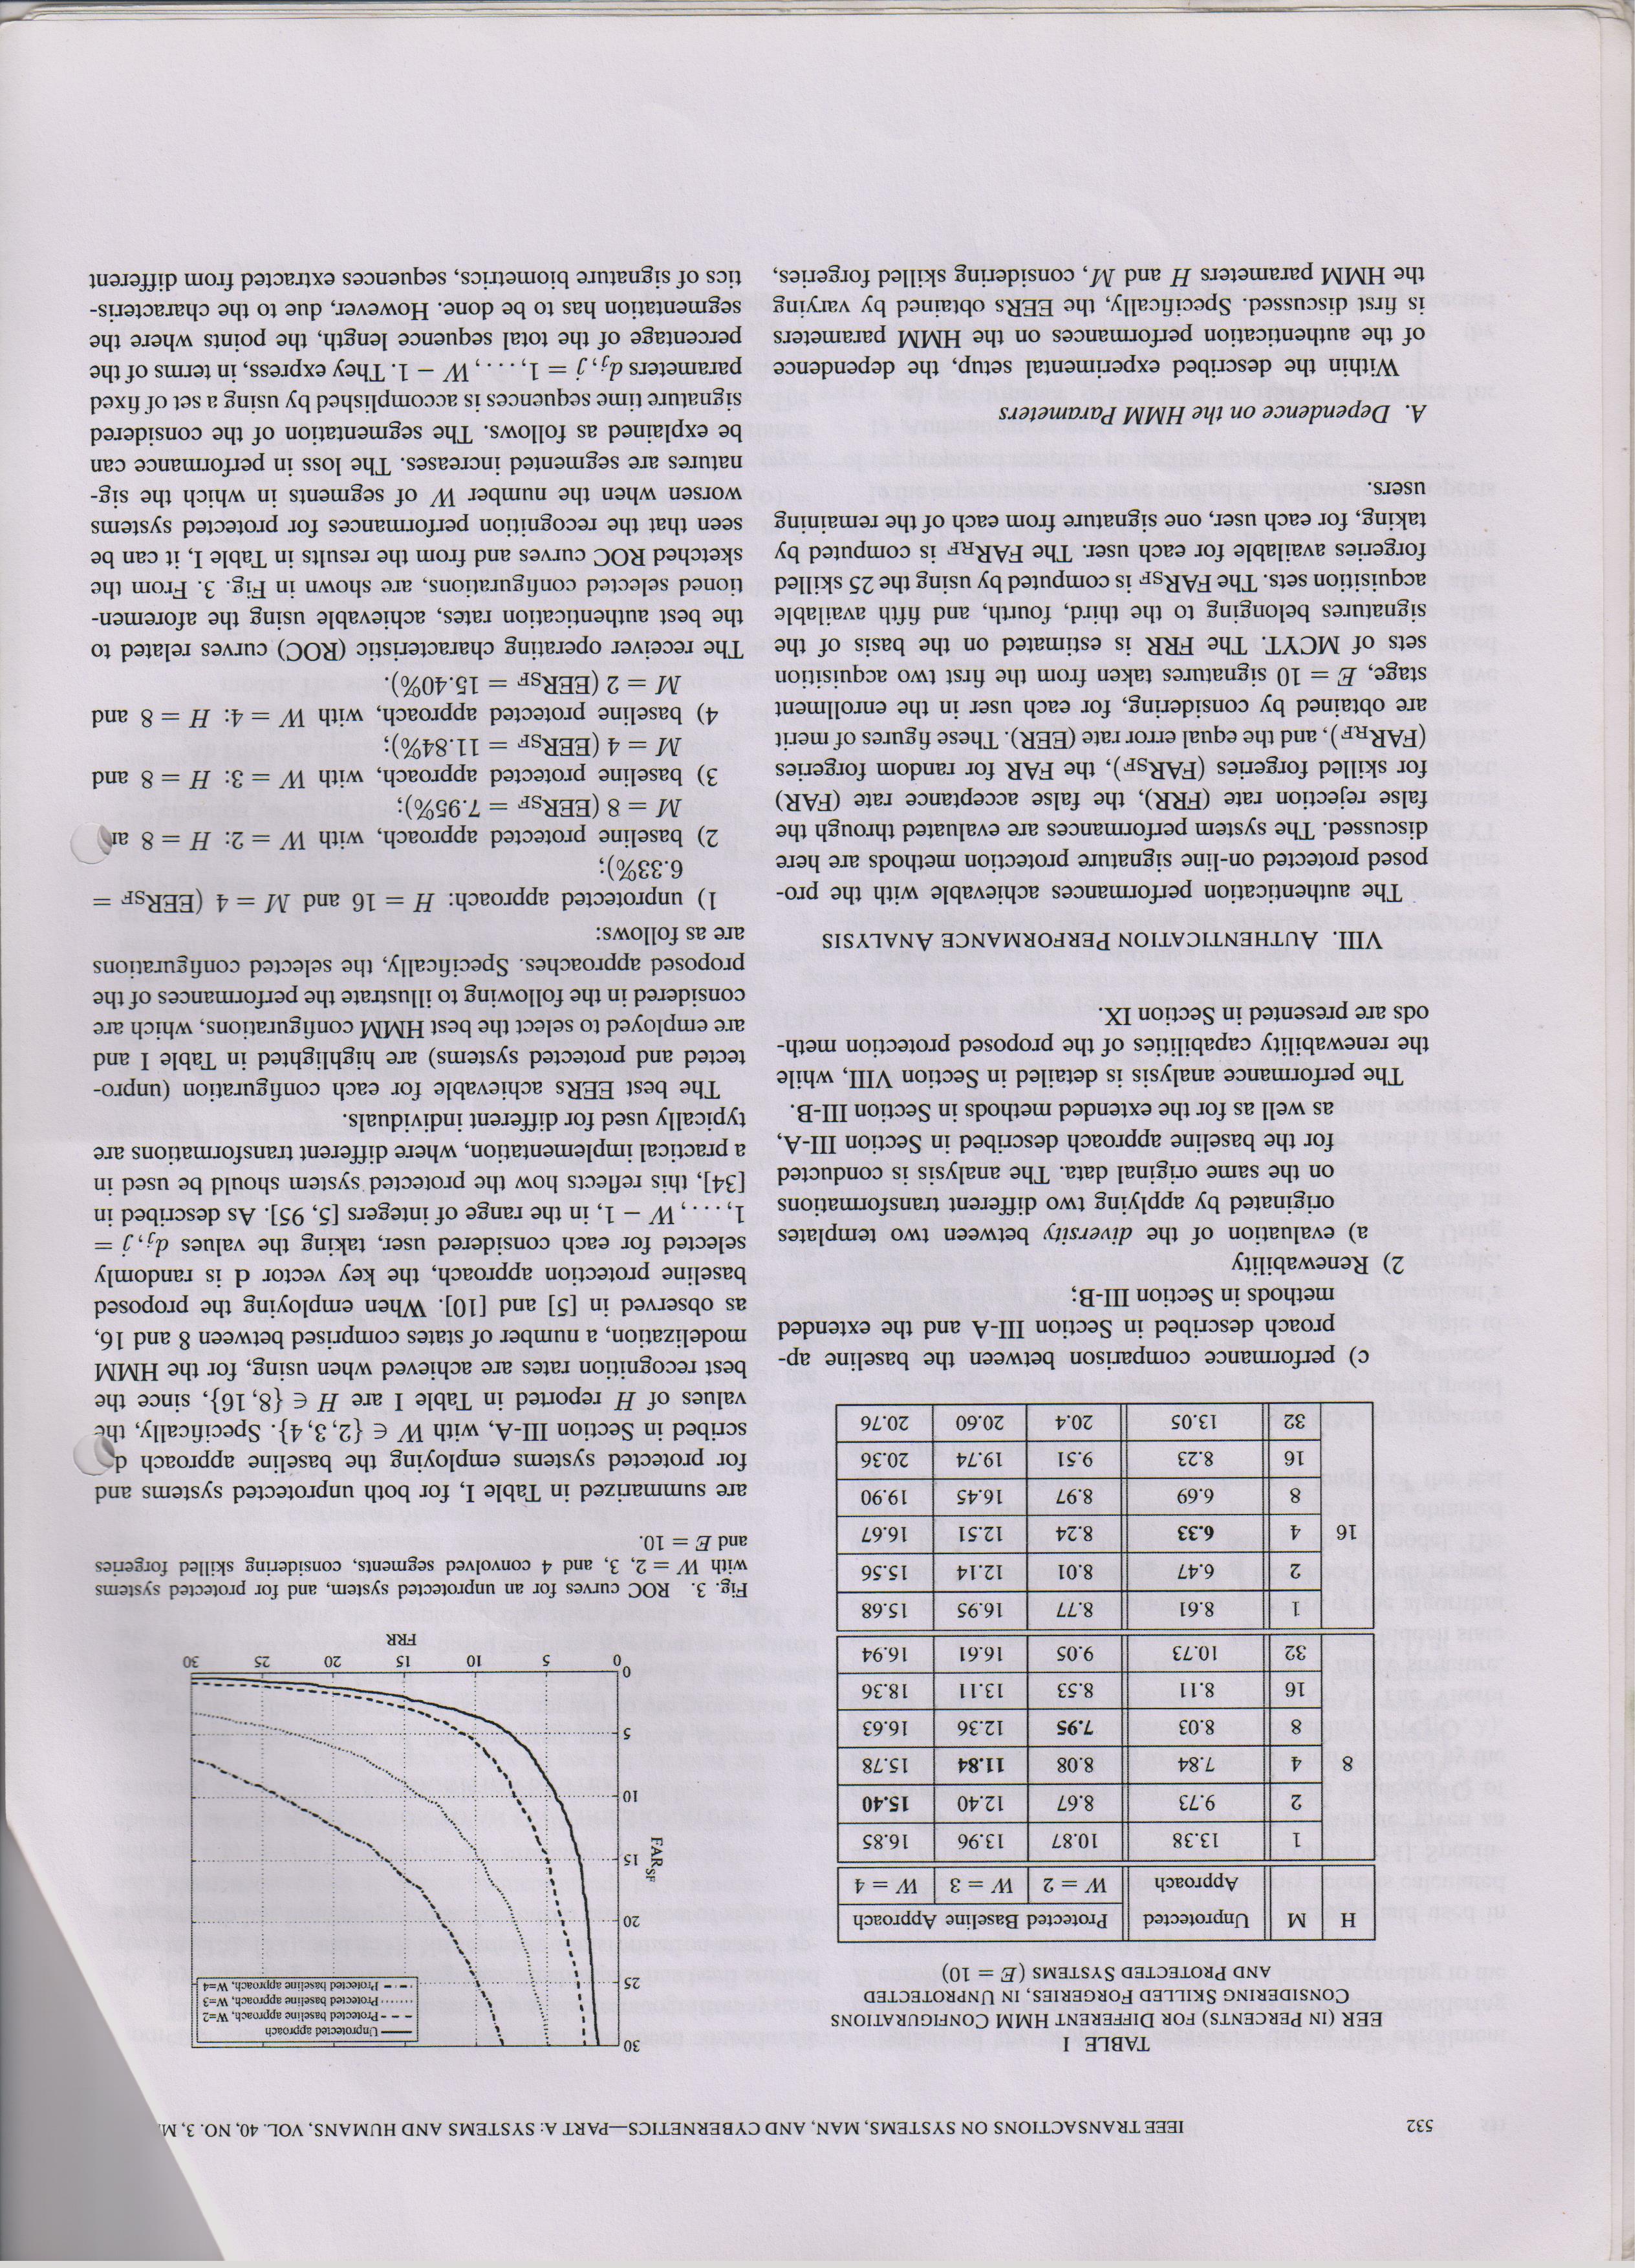 532
IEEE TRANSACTIONS ON SYSTEMS, MAN, AND CYBERNETICS—PART A: SYSTEMS AND HUMANS, VOL. 40, NO. 3,
TABLE I
EER (IN PERCENTS) FOR DIFFERENT HMM CONFIGURATIONS
CONSIDERING SKILLED FORGERIES, IN UNPROTECTED
AND PROTECTED SYSTEMS (E = 10)
H M Unprotected Approach Protected Baseline Approach
W = 2 W = 3 W = 4
8 1 13.38 10.87 13.96 16.85
2 9.73 8.67 12.40 15.40
4 7.84 8.08 11.84 15.78
8 8.03 7.95 12.36 16.63
16 8.11 8.53 13.11 18.36
32 10.73 9.05 16.61 16.94
16 1 8.61 8.77 16.95 15.68
2 6.47 8.01 12.14 15.56
4 6.33 8.24 12.51 16.67
8 6.69 8.97 16.45 19.90
16 8.23 9.51 19.74 20.36
32 13.05 20.4 20.60 20.76
c) performance comparison between the baseline ap-
proach described in Section III-A and the extended
methods in Section III-B;
2) Renewability
a) evaluation of the diversity between two templates
originated by applying two different transformations
on the same original data. The analysis is conducted
for the baseline approach described in Section III-A,
as well as for the extended methods in Section III-B.
The performance analysis is detailed in Section VIII, while
the renewability capabilities of the proposed protection meth-
ods are presented in Section IX.
VIII. AUTHENTICATION PERFORMANCE ANALYSIS
The authentication performances achievable with the pro-
posed protected on-line signature protection methods are here
discussed. The system performances are evaluated through the
false rejection rate (FRR), the false acceptance rate (FAR)
for skilled forgeries (FARSF), the FAR for random forgeries
(FARRF), and the equal error rate (EER). These figures of merit
are obtained by considering, for each user in the enrollment
stage, E = 10 signatures taken from the first two acquisition
sets of MCYT. The FRR is estimated on the basis of the
signatures belonging to the third, fourth, and fifth available
acquisition sets. The FARSF is computed by using the 25 skilled
forgeries available for each user. The FARRF is computed by
taking, for each user, one signature from each of the remaining
users.
A. Dependence on the HMM Parameters
Within the described experimental setup, the dependence
of the authentication performances on the HMM parameters
is first discussed. Specifically, the EERs obtained by varying
the HMM parameters H and M, considering skilled forgeries,
30
25
20
15
10
5
0
FARSF
Unprotected approach
Protected baseline approach, W=2
Protected baseline approach, W=3
Protected baseline approach, W=4
0 5 10 15 20 25 30
FRR
Fig. 3. ROC curves for an unprotected system, and for protected systems
with W = 2, 3, and 4 convolved segments, considering skilled forgeries
and E = 10.
are summarized in Table I, for both unprotected systems and
for protected systems employing the baseline approach
scribed in Section III-A, with W ∈ {2, 3, 4}. Specifically, the
values of H reported in Table I are H ∈ {8, 16}, since the
best recognition rates are achieved when using, for the HMM
modelization, a number of states comprised between 8 and 16,
as observed in [5] and [10]. When employing the proposed
baseline protection approach, the key vector d is randomly
selected for each considered user, taking the values dj, j =
1, . . . , W − 1, in the range of integers [5, 95]. As described in
[34], this reflects how the protected system should be used in
a practical implementation, where different transformations are
typically used for different individuals.
The best EERs achievable for each configuration (unpro-
tected and protected systems) are highlighted in Table I and
are employed to select the best HMM configurations, which are
considered in the following to illustrate the performances of the
proposed approaches. Specifically, the selected configurations
are as follows:
1) unprotected approach: H = 16 and M = 4 (EERSF =
6.33%);
2) baseline protected approach, with W = 2: H = 8
M = 8 (EERSF = 7.95%);
3) baseline protected approach, with W = 3: H = 8 and
M = 4 (EERSF = 11.84%);
4) baseline protected approach, with W = 4: H = 8 and
M = 2 (EERSF = 15.40%).
The receiver operating characteristic (ROC) curves related to
the best authentication rates, achievable using the aforemen-
tioned selected configurations, are shown in Fig. 3. From the
sketched ROC curves and from the results in Table I, it can be
seen that the recognition performances for protected systems
worsen when the number W of segments in which the sig-
natures are segmented increases. The loss in performance can
be explained as follows. The segmentation of the considered
signature time sequences is accomplished by using a set of fixed
parameters dj, j = 1, . . . , W − 1. They express, in terms of the
percentage of the total sequence length, the points where the
segmentation has to be done. However, due to the characteris-
tics of signature biometrics, sequences extracted from different